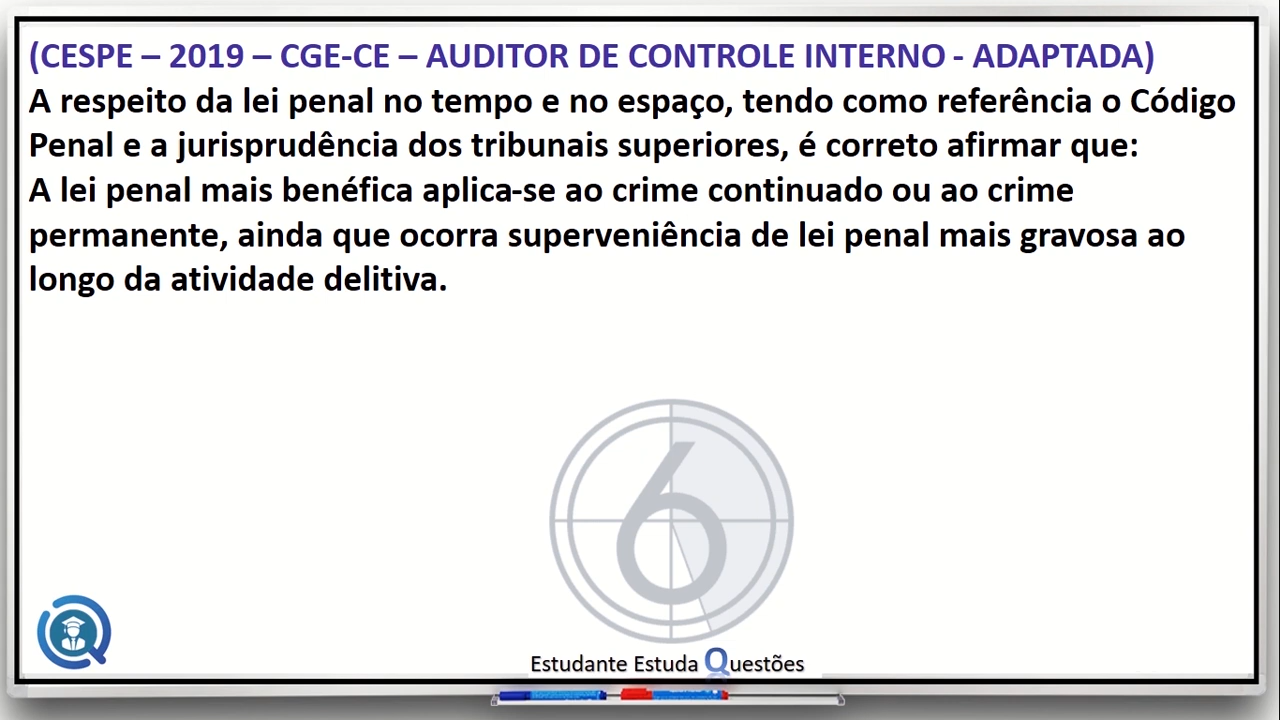 (CESPE – 2019 – CGE-CE – AUDITOR DE CONTROLE INTERNO - ADAPTADA)
A respeito da lei penal no tempo e no espaço, tendo como referência o Código
Penal e a jurisprudência dos tribunais superiores, é correto afirmar que:
A lei penal mais benéfica aplica-se ao crime continuado ou ao crime
permanente, ainda que ocorra superveniência de lei penal mais gravosa ao
longo da atividade delitiva.
6
Estudante Estuda Questões